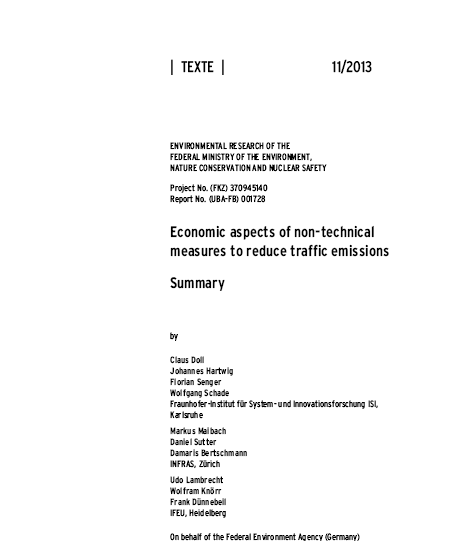 | TEXTE | 11/2013
ENVIRONMENTAL RESEARCH OF THE
FEDERAL MINISTRY OF THE ENVIRONMENT,
NATURE CONSERVATION AND NUCLEAR SAFETY
Project No. (FKZ) 370945140
Report No. (UBA-FB) 001728
Economic aspects of non-technical
measures to reduce traffic emissions
Summary
by
Claus Doll
Johannes Hartwig
Florian Senger
Wolfgang Schade
Fraunhofer-Institut für System- und Innovationsforschung ISI,
Karlsruhe
Markus Maibach
Daniel Sutter
Damaris Bertschmann
INFRAS, Zürich
Udo Lambrecht
Wolfram Knörr
Frank Dünnebeil
IFEU, Heidelberg
On behalf of the Federal Environment Agency (Germany)